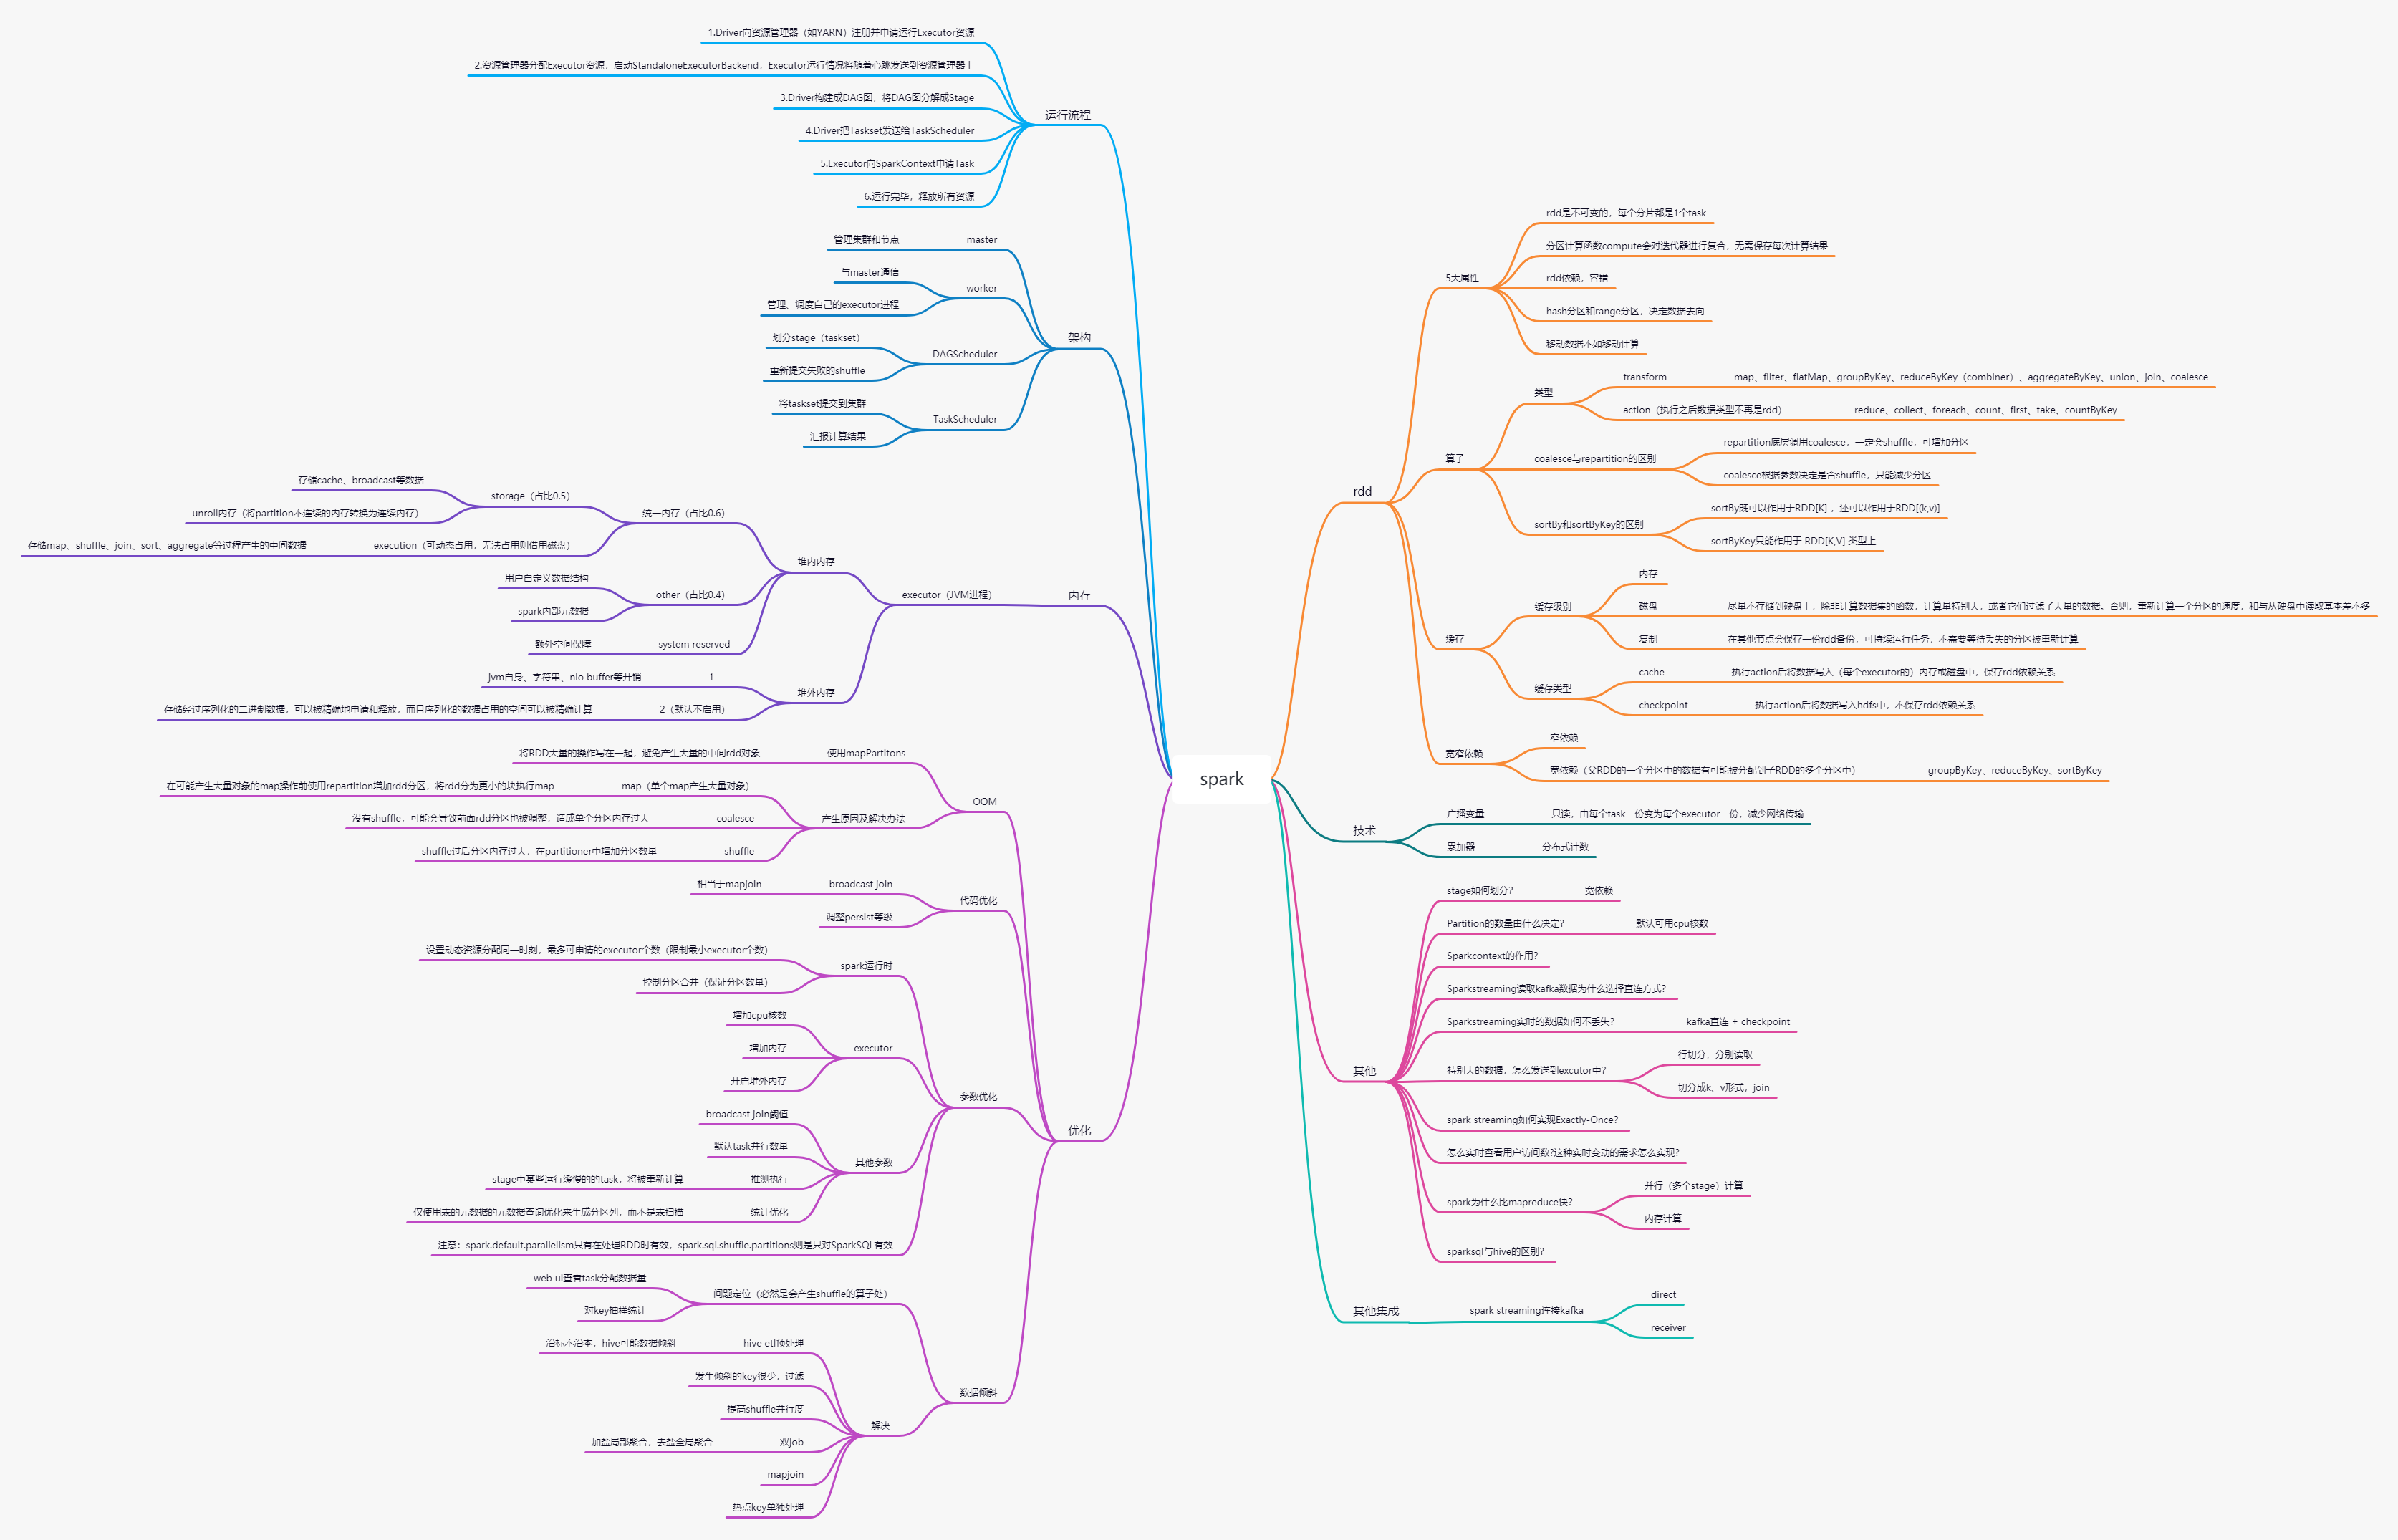 spark
运行流程
1.Driver向资源管理器（如YARN）注册并申请运行Executor资源
2.资源管理器分配Executor资源，启动StandaloneExecutorBackend，Executor运行情况将随着心跳发送到资源管理器上
3.Driver构建成DAG图，将DAG图分解成Stage
4.Driver把Taskset发送给TaskScheduler
5.Executor向SparkContext申请Task
6.运行完毕，释放所有资源
架构
master
管理集群和节点
worker
与master通信
管理、调度自己的executor进程
DAGScheduler
划分stage（taskset）
重新提交失败的shuffle
TaskScheduler
将taskset提交到集群
汇报计算结果
内存
executor（JVM进程）
堆内内存
统一内存（占比0.6）
storage（占比0.5）
存储cache、broadcast等数据
unroll内存（将partition不连续的内存转换为连续内存）
execution（可动态占用，无法占用则借用磁盘）
存储map、shuffle、join、sort、aggregate等过程产生的中间数据
other（占比0.4）
用户自定义数据结构
spark内部元数据
system reserved
额外空间保障
堆外内存
1
jvm自身、字符串、nio buffer等开销
2（默认不启用）
存储经过序列化的二进制数据，可以被精确地申请和释放，而且序列化的数据占用的空间可以被精确计算
优化
OOM
使用mapPartitons
将RDD大量的操作写在一起，避免产生大量的中间rdd对象
产生原因及解决办法
map（单个map产生大量对象）
在可能产生大量对象的map操作前使用repartition增加rdd分区，将rdd分为更小的块执行map
coalesce
没有shuffle，可能会导致前面rdd分区也被调整，造成单个分区内存过大
shuffle
shuffle过后分区内存过大，在partitioner中增加分区数量
代码优化
broadcast join
相当于mapjoin
调整persist等级
参数优化
spark运行时
设置动态资源分配同一时刻，最多可申请的executor个数（限制最小executor个数）
控制分区合并（保证分区数量）
executor
增加cpu核数
增加内存
开启堆外内存
其他参数
broadcast join阈值
默认task并行数量
推测执行
stage中某些运行缓慢的的task，将被重新计算
统计优化
仅使用表的元数据的元数据查询优化来生成分区列，而不是表扫描
注意：spark.default.parallelism只有在处理RDD时有效，spark.sql.shuffle.partitions则是只对SparkSQL有效
数据倾斜
问题定位（必然是会产生shuffle的算子处）
web ui查看task分配数据量
对key抽样统计
解决
hive etl预处理
治标不治本，hive可能数据倾斜
发生倾斜的key很少，过滤
提高shuffle并行度
双job
加盐局部聚合，去盐全局聚合
mapjoin
热点key单独处理
rdd
5大属性
rdd是不可变的，每个分片都是1个task
分区计算函数compute会对迭代器进行复合，无需保存每次计算结果
rdd依赖，容错
hash分区和range分区，决定数据去向
移动数据不如移动计算
算子
类型
transform
map、filter、flatMap、groupByKey、reduceByKey（combiner）、aggregateByKey、union、join、coalesce
action（执行之后数据类型不再是rdd）
reduce、collect、foreach、count、first、take、countByKey
coalesce与repartition的区别
repartition底层调用coalesce，一定会shuffle，可增加分区
coalesce根据参数决定是否shuffle，只能减少分区
sortBy和sortByKey的区别
sortBy既可以作用于RDD[K] ，还可以作用于RDD[(k,v)]
sortByKey只能作用于 RDD[K,V] 类型上
缓存
缓存级别
内存
磁盘
尽量不存储到硬盘上，除非计算数据集的函数，计算量特别大，或者它们过滤了大量的数据。否则，重新计算一个分区的速度，和与从硬盘中读取基本差不多
复制
在其他节点会保存一份rdd备份，可持续运行任务，不需要等待丢失的分区被重新计算
缓存类型
cache
执行action后将数据写入（每个executor的）内存或磁盘中，保存rdd依赖关系
checkpoint
执行action后将数据写入hdfs中，不保存rdd依赖关系
宽窄依赖
窄依赖
宽依赖（父RDD的一个分区中的数据有可能被分配到子RDD的多个分区中）
groupByKey、reduceByKey、sortByKey
技术
广播变量
只读，由每个task一份变为每个executor一份，减少网络传输
累加器
分布式计数
其他
stage如何划分？
宽依赖
Partition的数量由什么决定？
默认可用cpu核数
Sparkcontext的作用？
Sparkstreaming读取kafka数据为什么选择直连方式？
Sparkstreaming实时的数据如何不丢失？
kafka直连 + checkpoint
特别大的数据，怎么发送到excutor中？
行切分，分别读取
切分成k、v形式，join
spark streaming如何实现Exactly-Once？
怎么实时查看用户访问数?这种实时变动的需求怎么实现?
spark为什么比mapreduce快？
并行（多个stage）计算
内存计算
sparksql与hive的区别？
其他集成
spark streaming连接kafka
direct
receiver